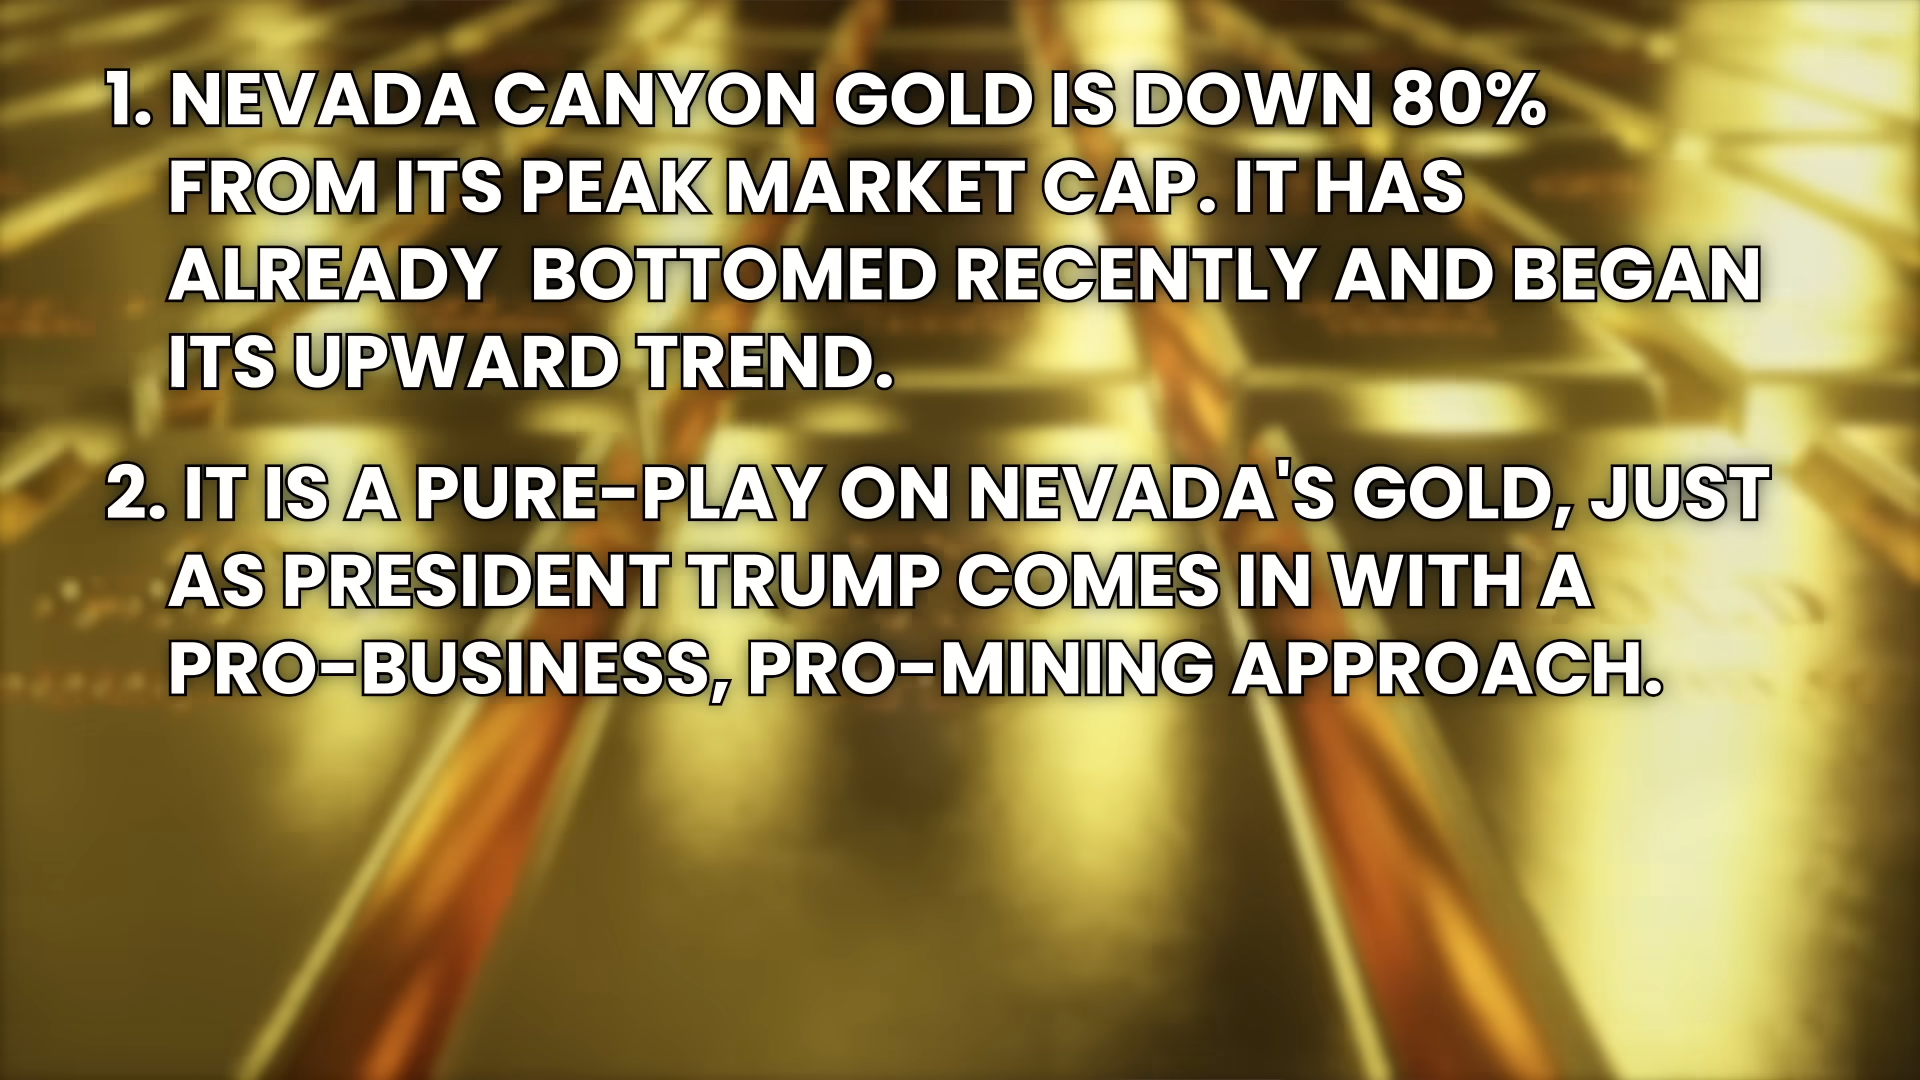 1. NEVADA CANYON GOLD IS DOWN 80%
FROM ITS PEAK MARKET CAP. IT HAS
ALREADY BOTTOMED RECENTLY AND BEGAN
ITS UPWARD TREND.
2. IT IS A PURE-PLAY ON NEVADA'S GOLD, JUST
AS PRESIDENT TRUMP COMES IN WITH A
PRO-BUSINESS, PRO-MINING APPROACH.